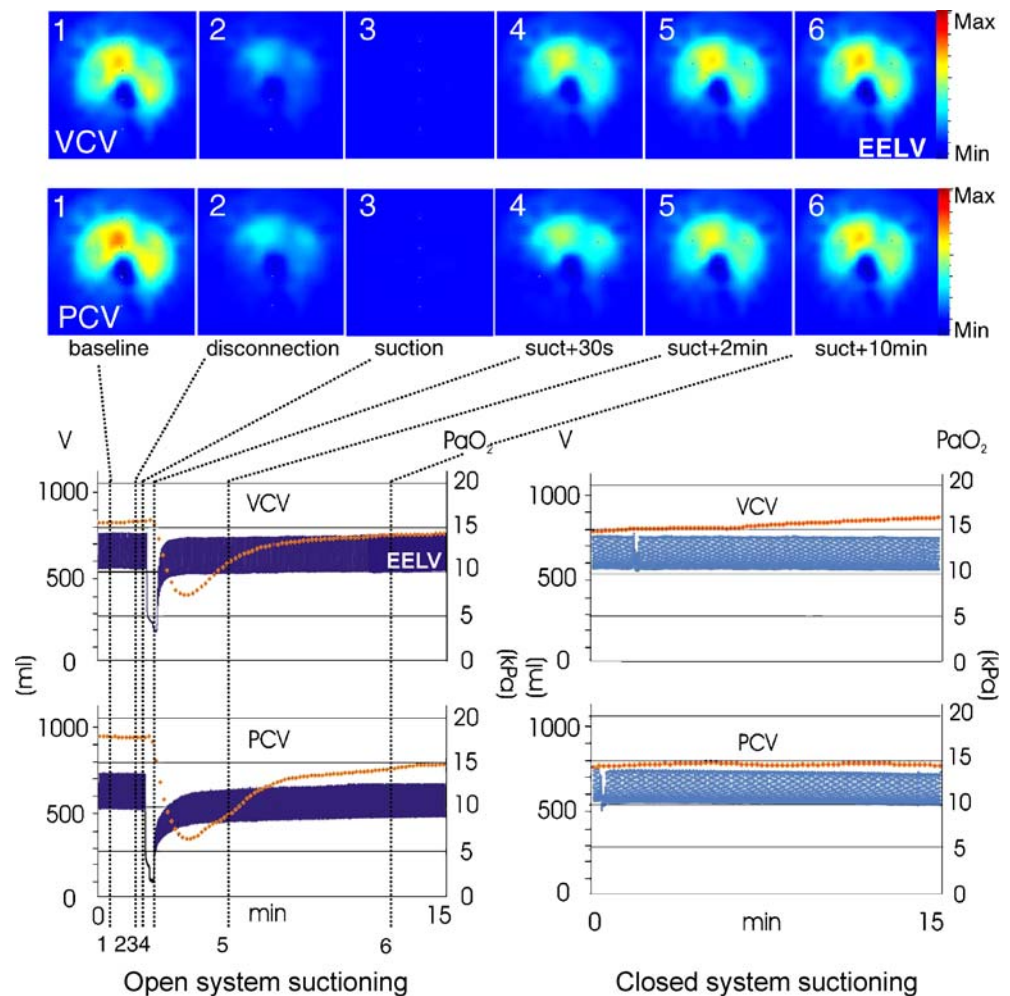 1 2 3 4 5 6 Max
VCV EELV Min
1 2 3 4 5 6 Max
PCV Min
baseline disconnection suction suct+30s suct+2min suct+10min
V PaO2 V PaO2
1000 VCV 20 1000 VCV 20
15 15
EELV
500 10 500 10
5 5
0 0 0 0
(ml) (kPa) (ml) (kPa)
1000 PCV 20 1000 PCV 20
15 15
500 10 500 10
5 5
0 0 0 0
0 min 15 0 min 15
1 2 3 4 5 6
Open system suctioning Closed system suctioning